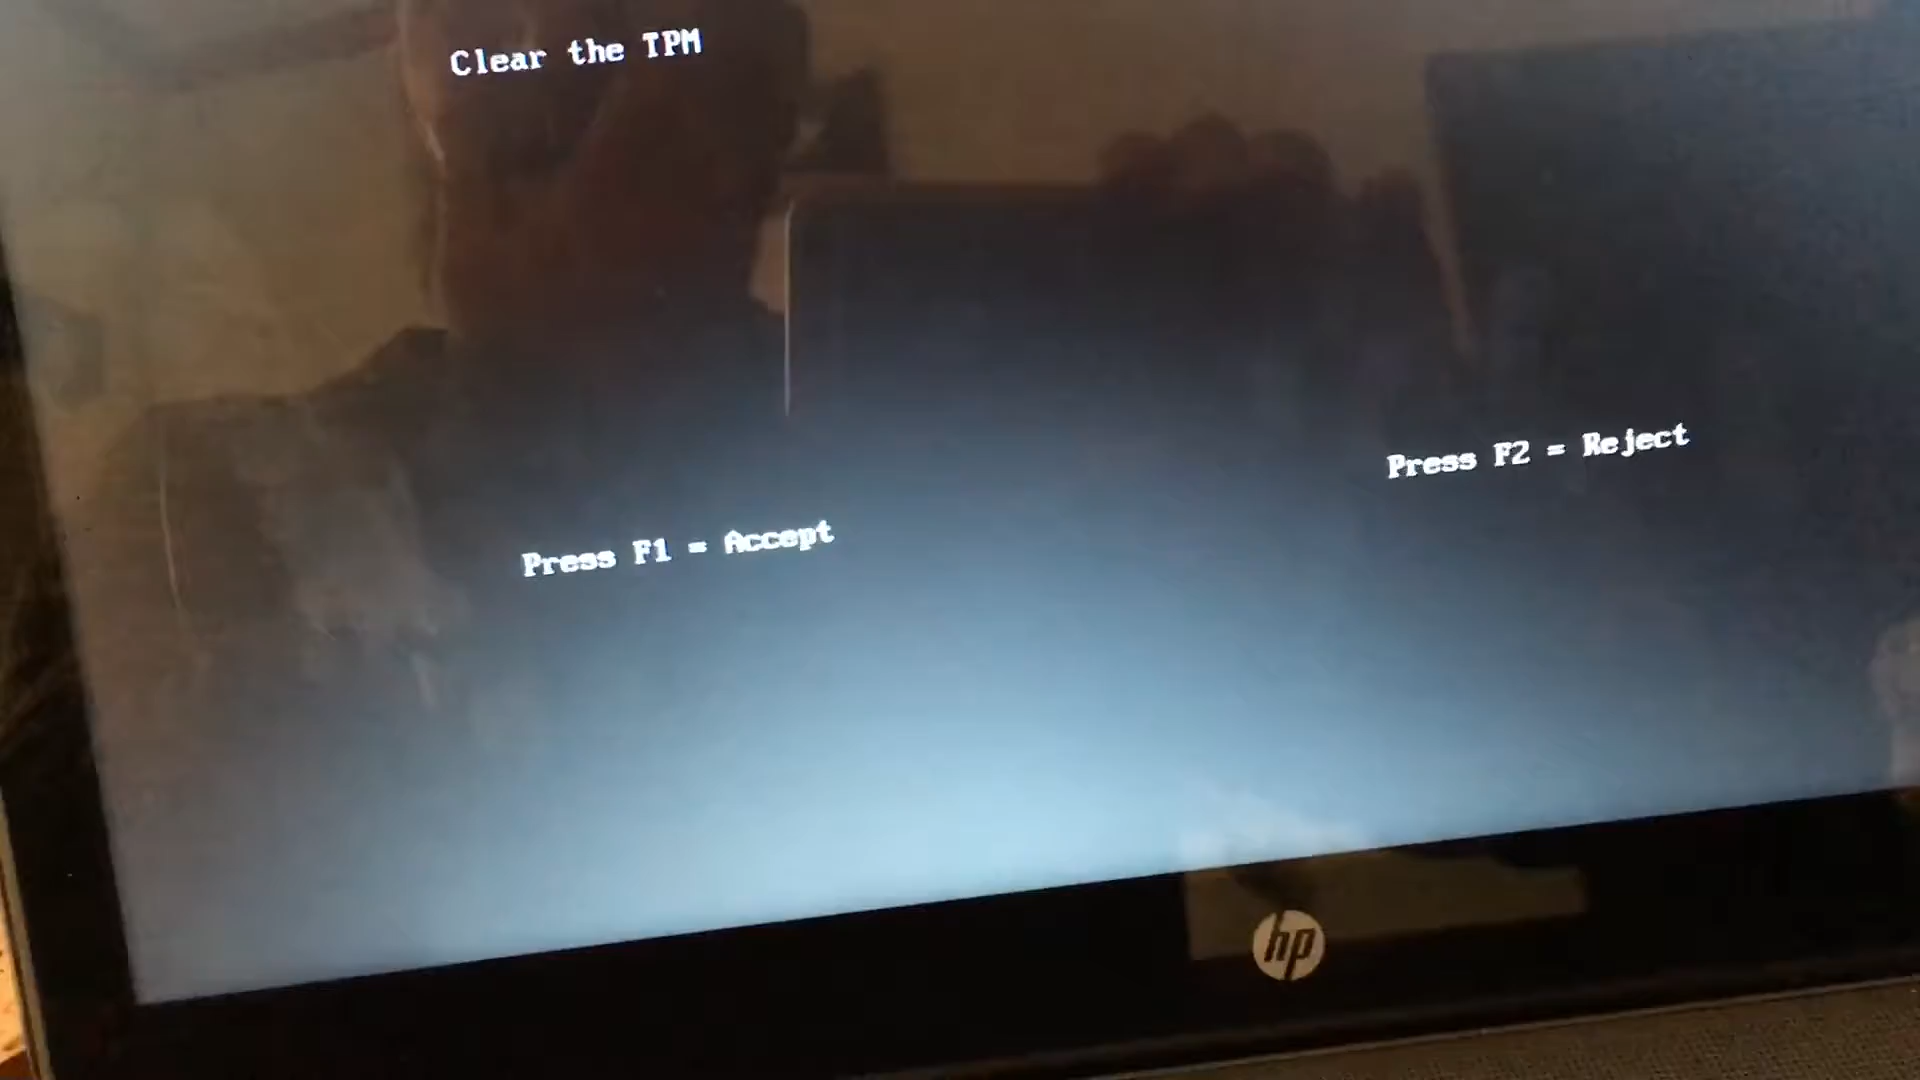 Clear the TPM
Press F1 = Accept
Press F2 = Reject
hp